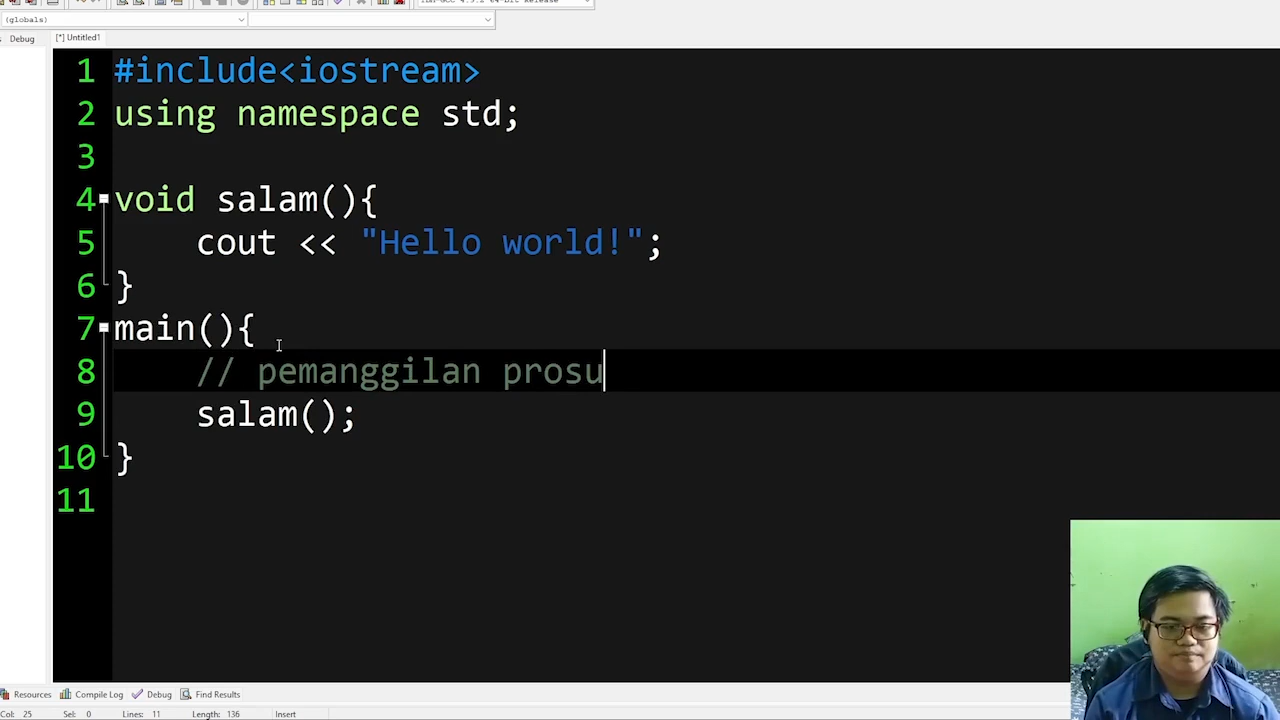 (globals)
Debug
[*] Untitled1
1 #include<iostream>
2 using namespace std;
3
4 void salam(){
5 cout << "Hello world!";
6 }
7 main(){
8 // pemanggilan prosu
9 salam();
10 }
11
Resources Compile Log Debug Find Results
Col: 25 Sel: 0 Lines: 11 Length: 136 Insert